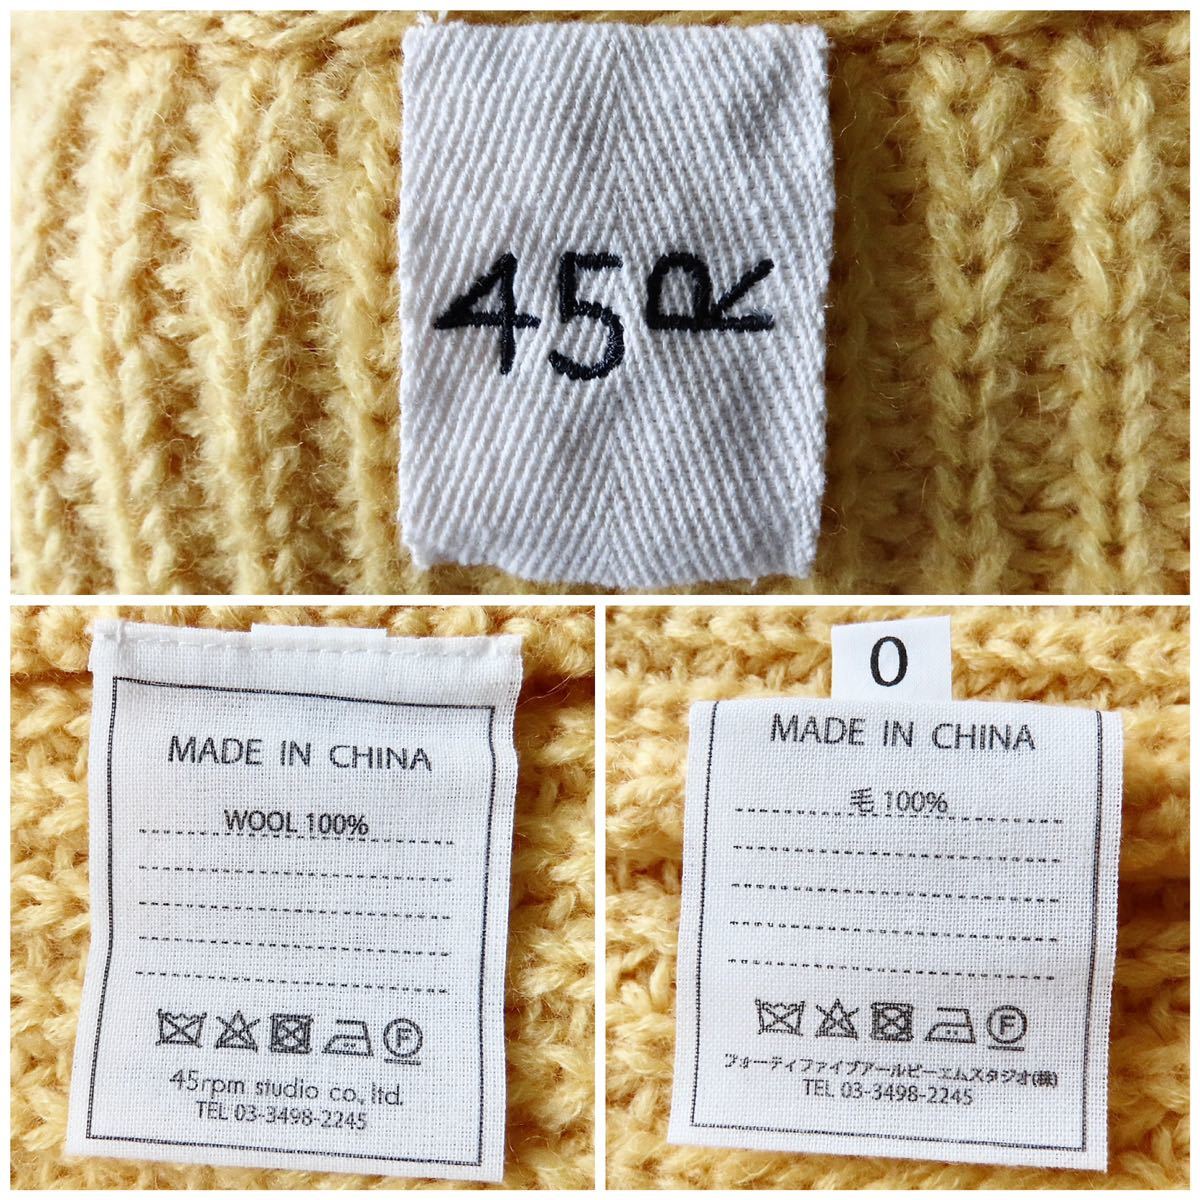 45R
MADE IN CHINA
WOOL 100%
F
45rpm studio co., ltd.
TEL 03-3498-2245
0
MADE IN CHINA
毛 100%
F
フォーティファイブアールピーエムスタジオ(株)
TEL 03-3498-2245